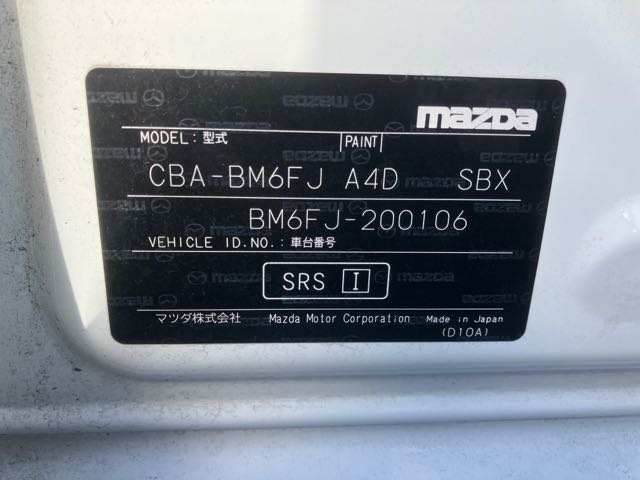 mazda
MODEL: 型式 PAINT
CBA-BM6FJ A4D SBX
BM6FJ-200106
VEHICLE ID.NO.: 車台番号
SRS I
マツダ株式会社 Mazda Motor Corporation Made in Japan
(D10A)